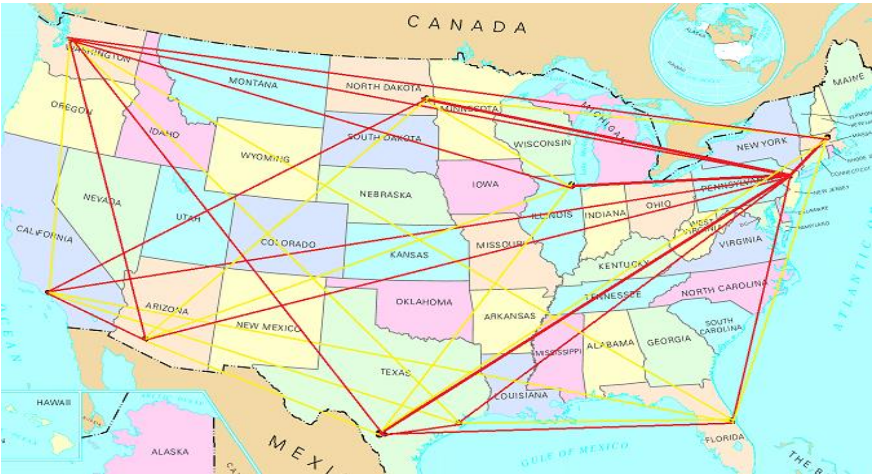 CANADA
WASHINGTON
MONTANA
NORTH DAKOTA
MINNESOTA
MICHIGAN
MAINE
OREGON
IDAHO
SOUTH DAKOTA
WISCONSIN
NEW YORK
WYOMING
IOWA
PENNSYLVANIA
CONNECTICUT
NEVADA
NEBRASKA
ILLINOIS
INDIANA
OHIO
NEW JERSEY
UTAH
COLORADO
WEST
VIRGINIA
DELAWARE
MARYLAND
CALIFORNIA
KANSAS
MISSOURI
VIRGINIA
KENTUCKY
ARIZONA
NEW MEXICO
OKLAHOMA
ARKANSAS
TENNESSEE
NORTH CAROLINA
SOUTH
CAROLINA
ATLANTIC
TEXAS
MISSISSIPPI
ALABAMA
GEORGIA
LOUISIANA
HAWAII
FLORIDA
ALASKA
MEXI
GULF OF MEXICO
THE B